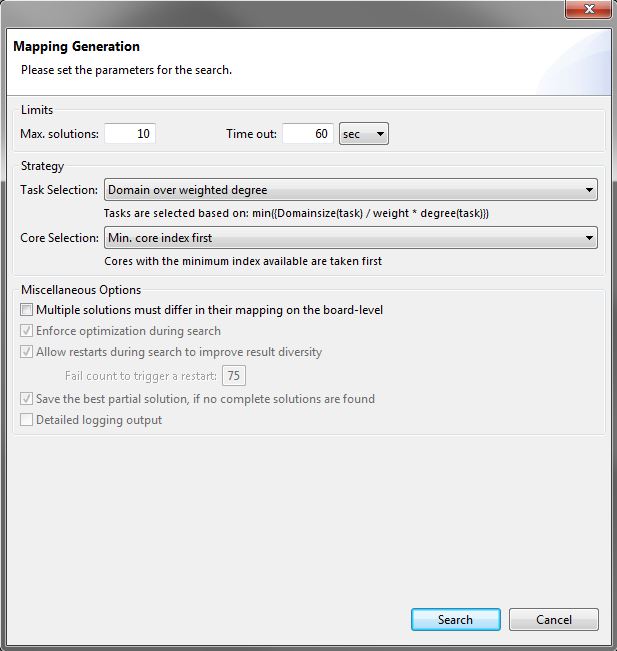 Mapping Generation
Please set the parameters for the search.
Limits
Max. solutions: 10 Time out: 60 sec
Strategy
Task Selection: Domain over weighted degree
Tasks are selected based on: min({Domainsize(task) / weight * degree(task)})
Core Selection: Min. core index first
Cores with the minimum index available are taken first
Miscellaneous Options
Multiple solutions must differ in their mapping on the board-level
Enforce optimization during search
Allow restarts during search to improve result diversity
Fail count to trigger a restart: 75
Save the best partial solution, if no complete solutions are found
Detailed logging output
Search Cancel